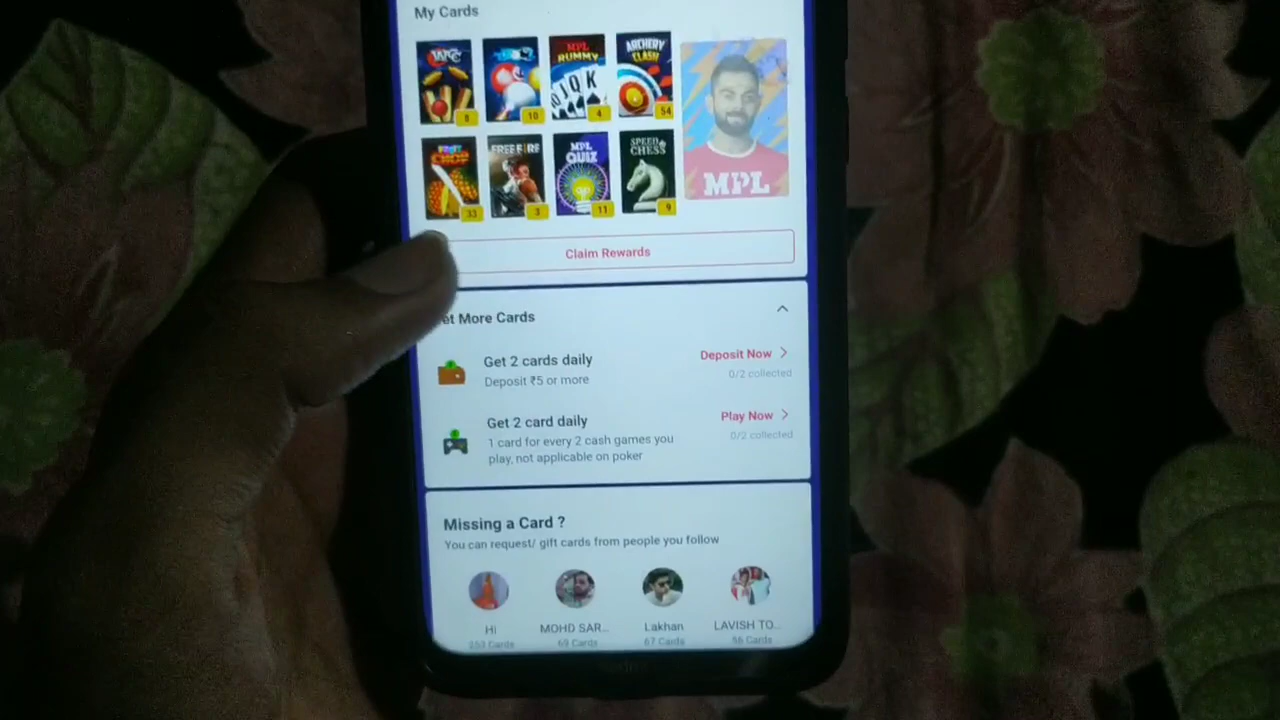 My Cards
WCC
MPL RUMMY
ARCHERY CLASH
8
10
J Q K
4
54
FRUIT CHOP
FREE FIRE
MPL QUIZ
SPEED CHESS
MPL
33
3
11
9
Claim Rewards
et More Cards
Get 2 cards daily
Deposit Now >
Deposit ₹5 or more
0/2 collected
Get 2 card daily
Play Now >
1 card for every 2 cash games you
0/2 collected
play, not applicable on poker
Missing a Card ?
You can request/ gift cards from people you follow
Hi
MOHD SAR...
Lakhan
LAVISH TO...
253 Cards
69 Cards
67 Cards
56 Cards